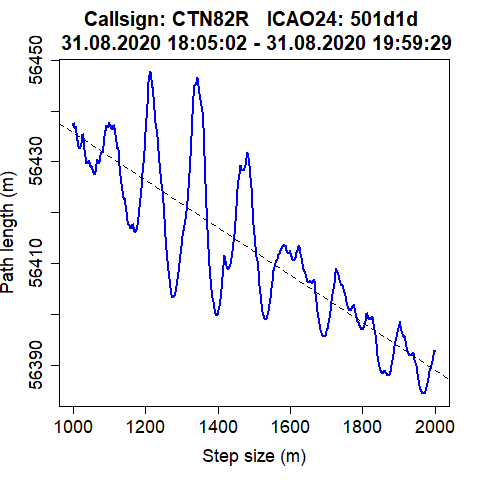 Callsign: CTN82R   ICAO24: 501d1d
31.08.2020 18:05:02 - 31.08.2020 19:59:29
Path length (m)
56450
56430
56410
56390
1000 1200 1400 1600 1800 2000
Step size (m)